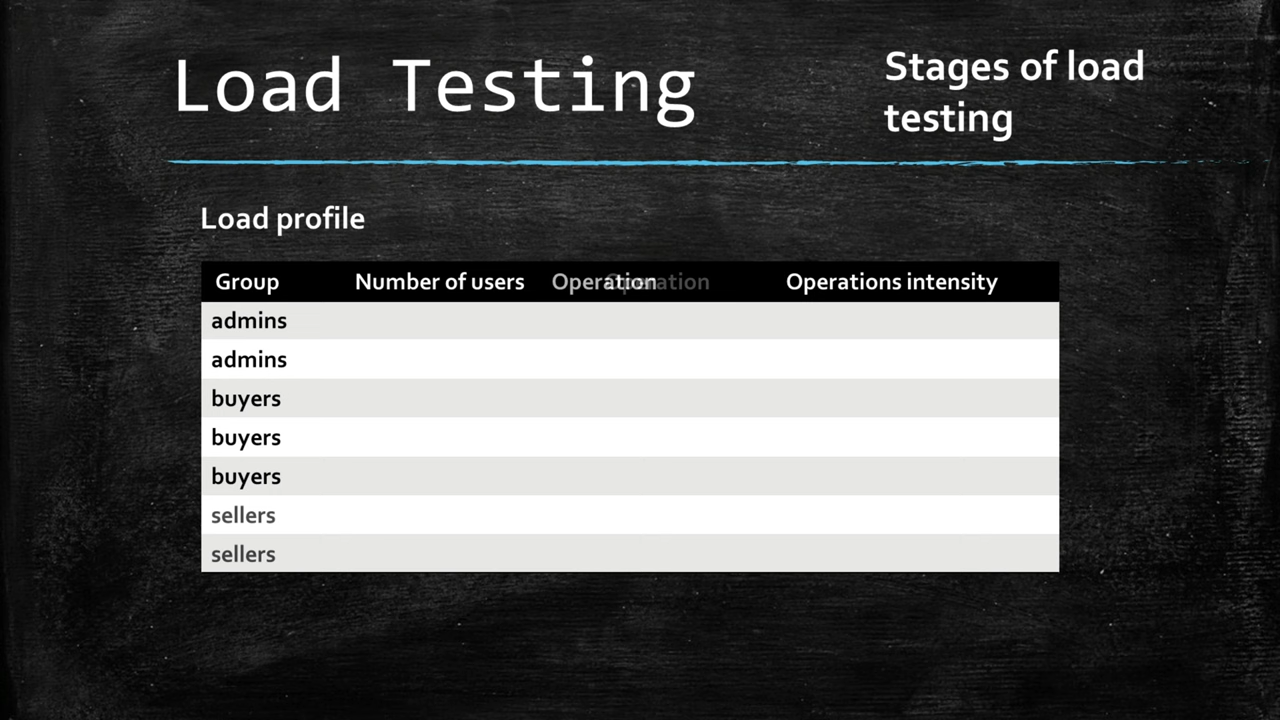 Load Testing
Stages of load
testing
Load profile
Group Number of users Operation Operation Operations intensity
admins
admins
buyers
buyers
buyers
sellers
sellers